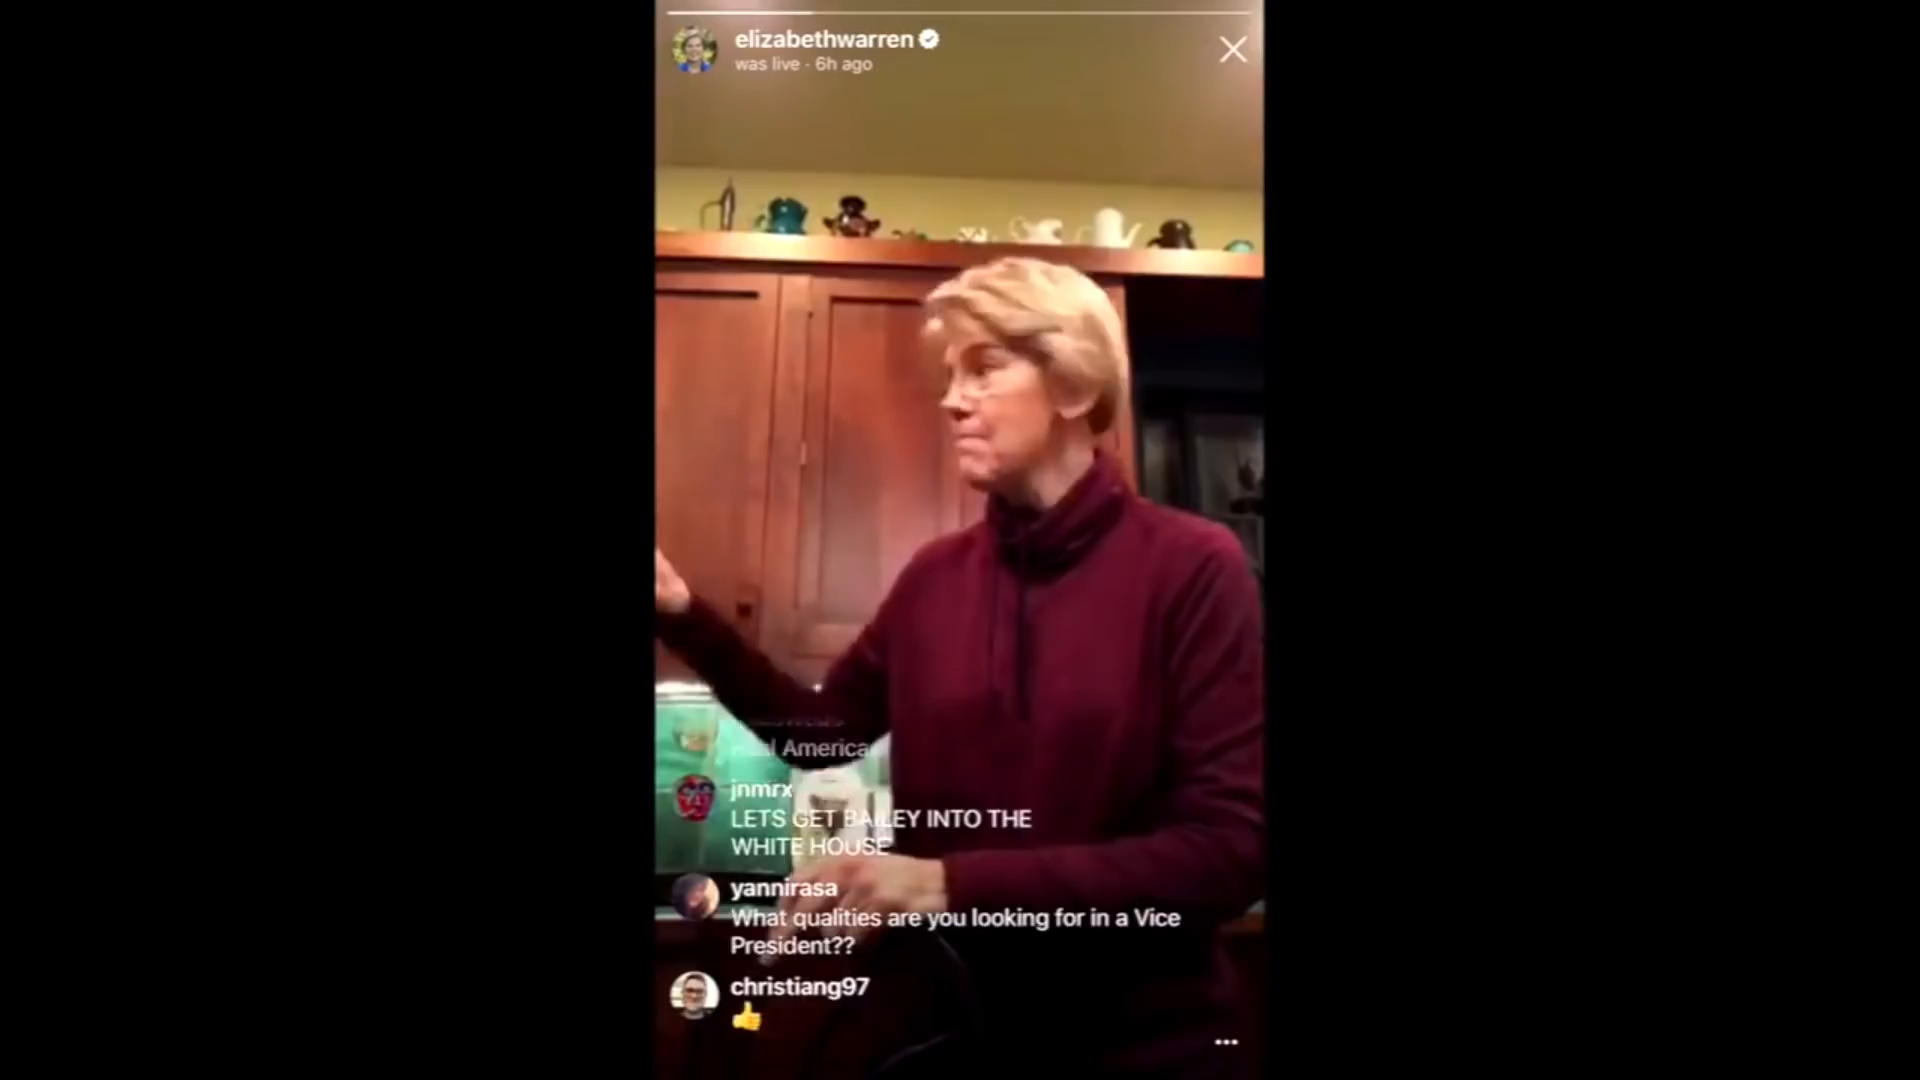 elizabethwarren
was live · 6h ago
America
jnmrx
LETS GET BAILEY INTO THE
WHITE HOUSE
yannirasa
What qualities are you looking for in a Vice
President??
christiang97
👍